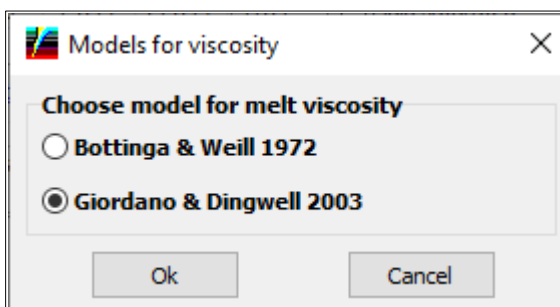 Models for viscosity
Choose model for melt viscosity
Bottinga & Weill 1972
Giordano & Dingwell 2003
Ok Cancel